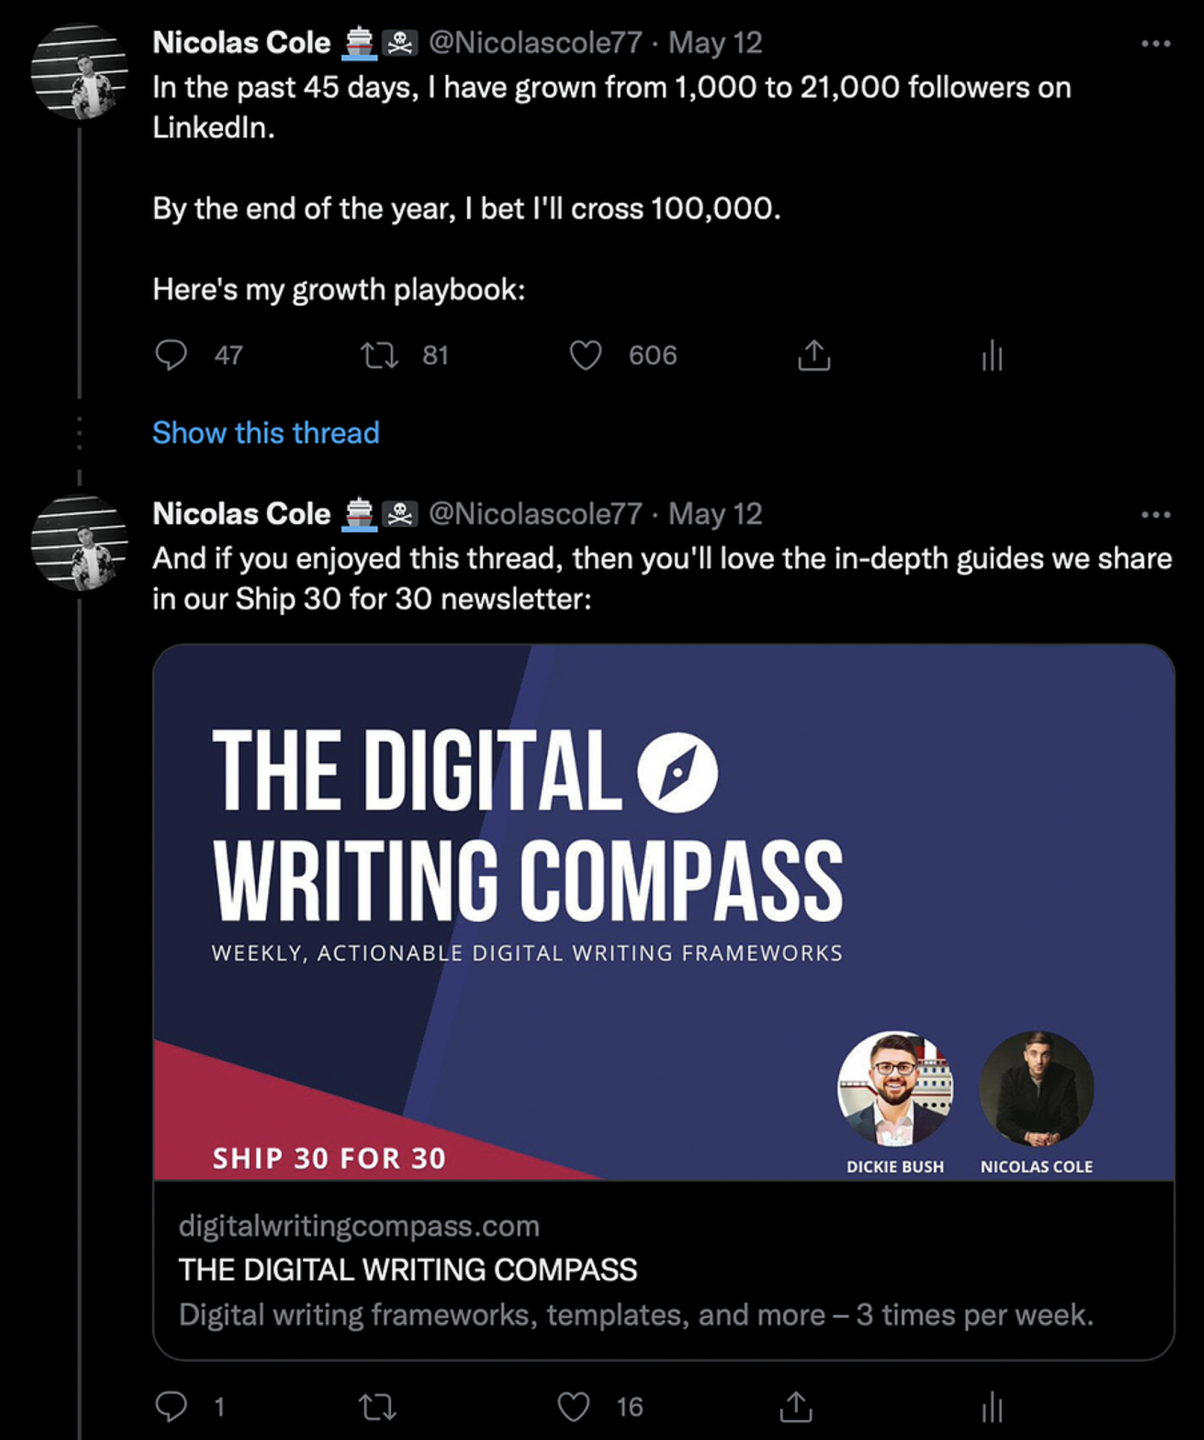 Nicolas Cole 🚢 🏴‍☠️ @Nicolascole77 · May 12
In the past 45 days, I have grown from 1,000 to 21,000 followers on
LinkedIn.
By the end of the year, I bet I'll cross 100,000.
Here's my growth playbook:
47 81 606
Show this thread
Nicolas Cole 🚢 🏴‍☠️ @Nicolascole77 · May 12
And if you enjoyed this thread, then you'll love the in-depth guides we share
in our Ship 30 for 30 newsletter:
THE DIGITAL
WRITING COMPASS
WEEKLY, ACTIONABLE DIGITAL WRITING FRAMEWORKS
SHIP 30 FOR 30
DICKIE BUSH NICOLAS COLE
digitalwritingcompass.com
THE DIGITAL WRITING COMPASS
Digital writing frameworks, templates, and more – 3 times per week.
1 16